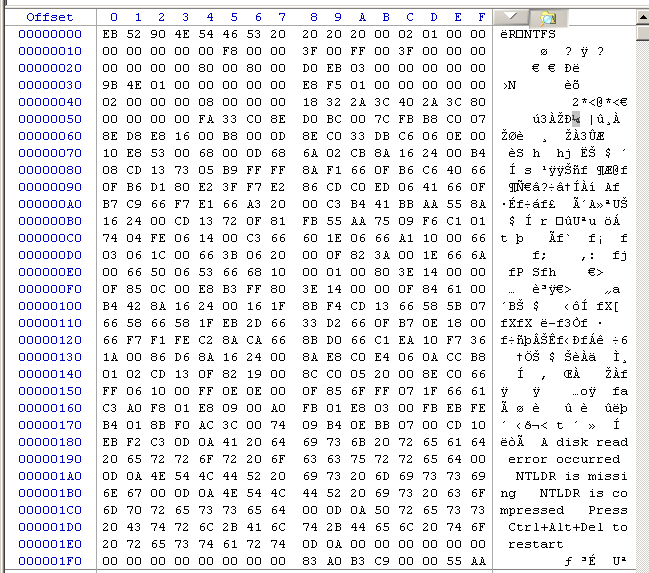 Offset 0 1 2 3 4 5 6 7 8 9 A B C D E F
00000000 EB 52 90 4E 54 46 53 20 20 20 20 00 02 01 00 00 ëR□NTFS
00000010 00 00 00 00 00 F8 00 00 3F 00 FF 00 3F 00 00 00 ø ? ÿ ?
00000020 00 00 00 00 80 00 80 00 D0 EB 03 00 00 00 00 00 € € Ðë
00000030 9B 4E 01 00 00 00 00 00 E8 F5 01 00 00 00 00 00 ›N èõ
00000040 02 00 00 00 08 00 00 00 18 32 2A 3C 40 2A 3C 80 2*<@*<€
00000050 00 00 00 00 FA 33 C0 8E D0 BC 00 7C FB B8 C0 07 ú3ÀŽÐ¼ |û¸À
00000060 8E D8 E8 16 00 B8 00 0D 8E C0 33 DB C6 06 0E 00 ŽØè ¸ ŽÀ3ÛÆ
00000070 10 E8 53 00 68 00 0D 68 6A 02 CB 8A 16 24 00 B4 èS h hj ËŠ $ ´
00000080 08 CD 13 73 05 B9 FF FF 8A F1 66 0F B6 C6 40 66 Í s ¹ÿÿŠñf ¶Æ@f
00000090 0F B6 D1 80 E2 3F F7 E2 86 CD C0 ED 06 41 66 0F ¶Ñ€â?÷â†ÍÀí Af
000000A0 B7 C9 66 F7 E1 66 A3 20 00 C3 B4 41 BB AA 55 8A ·Éf÷áf£ Ã´A»ªUŠ
000000B0 16 24 00 CD 13 72 0F 81 FB 55 AA 75 09 F6 C1 01 $ Í r □ûUªu öÁ
000000C0 74 04 FE 06 14 00 C3 66 60 1E 06 66 A1 10 00 66 t þ Ãf` f¡ f
000000D0 03 06 1C 00 66 3B 06 20 00 0F 82 3A 00 1E 66 6A f; ‚: fj
000000E0 00 66 50 06 53 66 68 10 00 01 00 80 3E 14 00 00 fP Sfh €>
000000F0 0F 85 0C 00 E8 B3 FF 80 3E 14 00 00 0F 84 61 00 … è³ÿ€> „a
00000100 B4 42 8A 16 24 00 16 1F 8B F4 CD 13 66 58 5B 07 ´BŠ $ ‹ôÍ fX[
00000110 66 58 66 58 1F EB 2D 66 33 D2 66 0F B7 0E 18 00 fXfX ë-f3Òf ·
00000120 66 F7 F1 FE C2 8A CA 66 8B D0 66 C1 EA 10 F7 36 f÷ñþÂŠÊf‹ÐfÁê ÷6
00000130 1A 00 86 D6 8A 16 24 00 8A E8 C0 E4 06 0A CC B8 †ÖŠ $ ŠèÀä Ì¸
00000140 01 02 CD 13 0F 82 19 00 8C C0 05 20 00 8E C0 66 Í ‚ ŒÀ ŽÀf
00000150 FF 06 10 00 FF 0E 0E 00 0F 85 6F FF 07 1F 66 61 ÿ ÿ …oÿ fa
00000160 C3 A0 F8 01 E8 09 00 A0 FB 01 E8 03 00 FB EB FE Ã ø è û è ûëþ
00000170 B4 01 8B F0 AC 3C 00 74 09 B4 0E BB 07 00 CD 10 ´ ‹ð¬< t ´ » Í
00000180 EB F2 C3 0D 0A 41 20 64 69 73 6B 20 72 65 61 64 ëòÃ A disk read
00000190 20 65 72 72 6F 72 20 6F 63 63 75 72 72 65 64 00 error occurred
000001A0 0D 0A 4E 54 4C 44 52 20 69 73 20 6D 69 73 73 69 NTLDR is missi
000001B0 6E 67 00 0D 0A 4E 54 4C 44 52 20 69 73 20 63 6F ng NTLDR is co
000001C0 6D 70 72 65 73 73 65 64 00 0D 0A 50 72 65 73 73 mpressed Press
000001D0 20 43 74 72 6C 2B 41 6C 74 2B 44 65 6C 20 74 6F Ctrl+Alt+Del to
000001E0 20 72 65 73 74 61 72 74 0D 0A 00 00 00 00 00 00 restart
000001F0 00 00 00 00 00 00 00 00 83 A0 B3 C9 00 00 55 AA ƒ ³É Uª